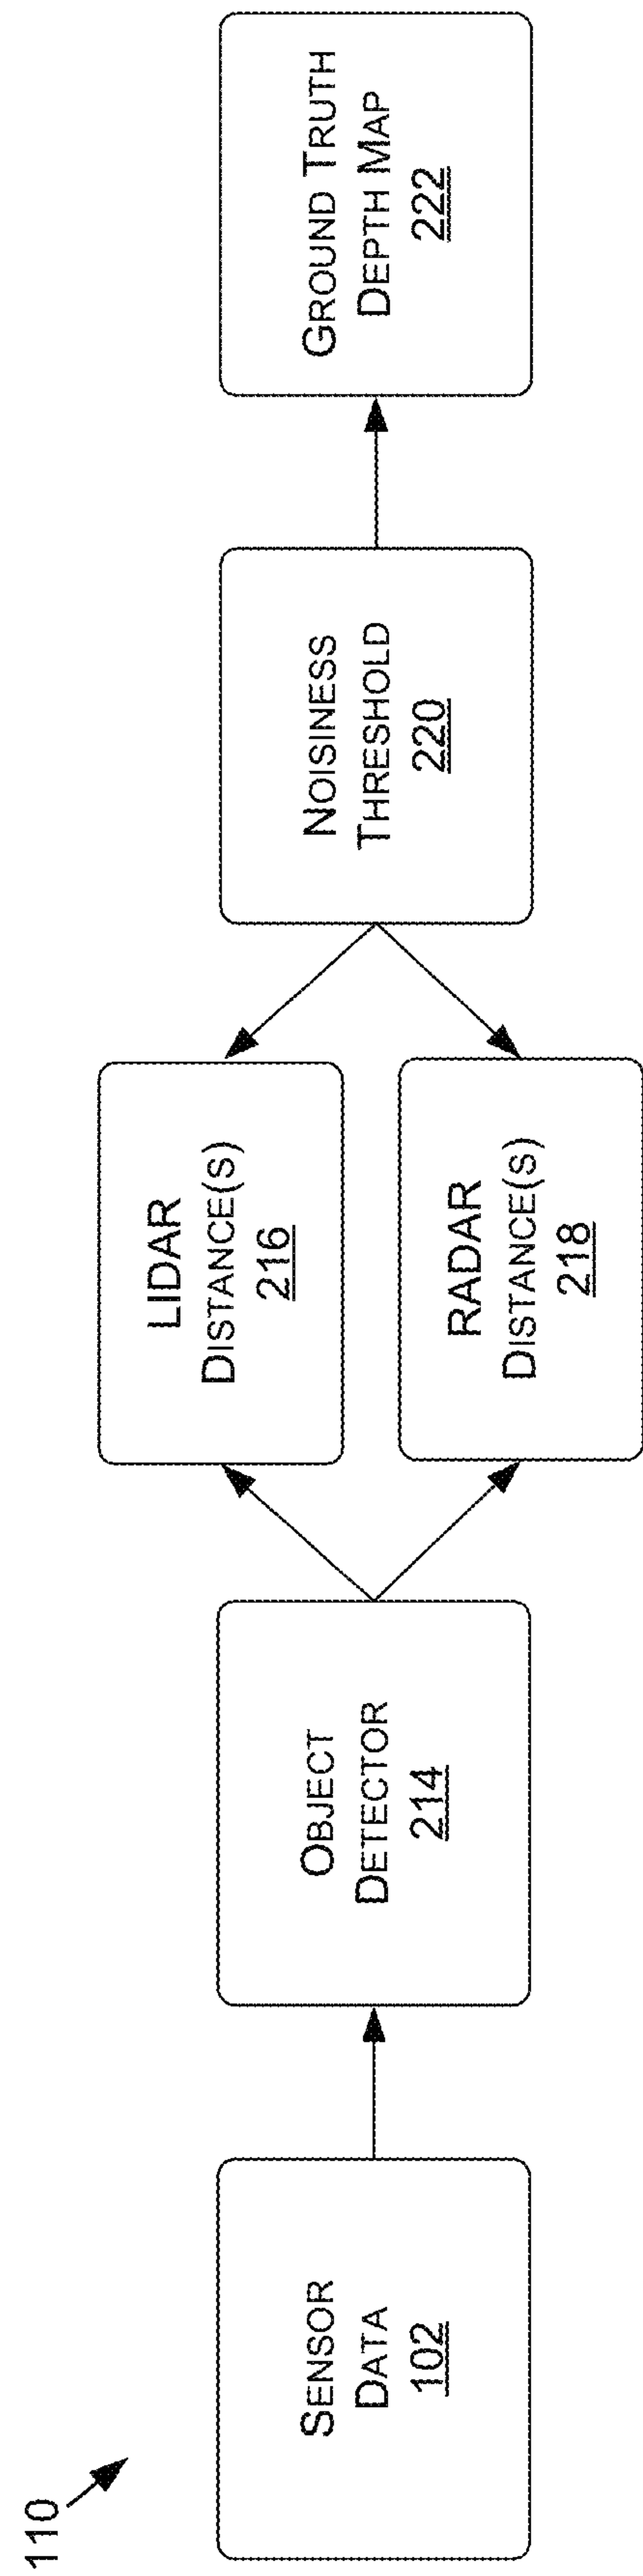 110
SENSOR
DATA
102
OBJECT
DETECTOR
214
LIDAR
DISTANCE(S)
216
RADAR
DISTANCE(S)
218
NOISINESS
THRESHOLD
220
GROUND TRUTH
DEPTH MAP
222